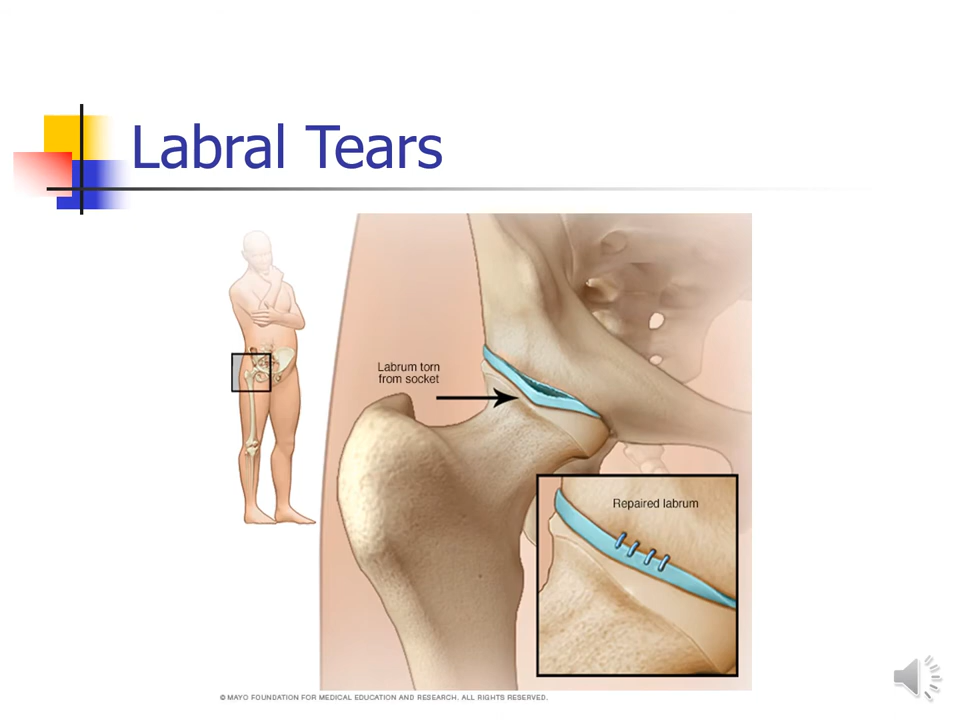 Labral Tears
Labrum torn
from socket
Repaired labrum
© MAYO FOUNDATION FOR MEDICAL EDUCATION AND RESEARCH. ALL RIGHTS RESERVED.